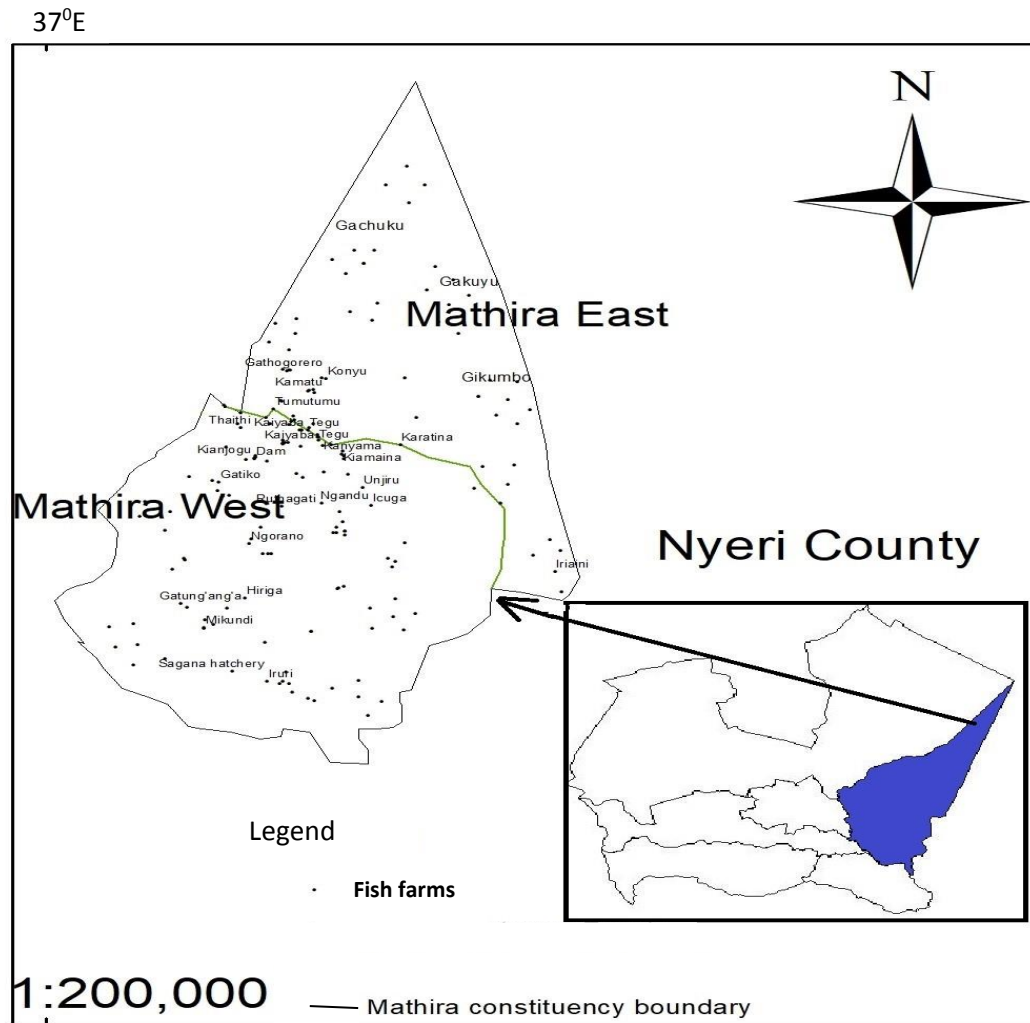 37⁰E
N
Gachuku
Gakuyu
Mathira East
Gathogorero
Konyu
Gikumbo
Kamatu
Tumutumu
Thaithi
Kaiyaba
Tegu
Kaiyaba
Tegu
Karatina
Kanyama
Kianjogu
Dam
Kiamaina
Gatiko
Unjiru
Mathira West
Ruthagati
Ngandu
Icuga
Ngorano
Nyeri County
Iriaini
Gatung'ang'a
Hiriga
Mikundi
Sagana hatchery
Iruri
Legend
Fish farms
1:200,000
Mathira constituency boundary